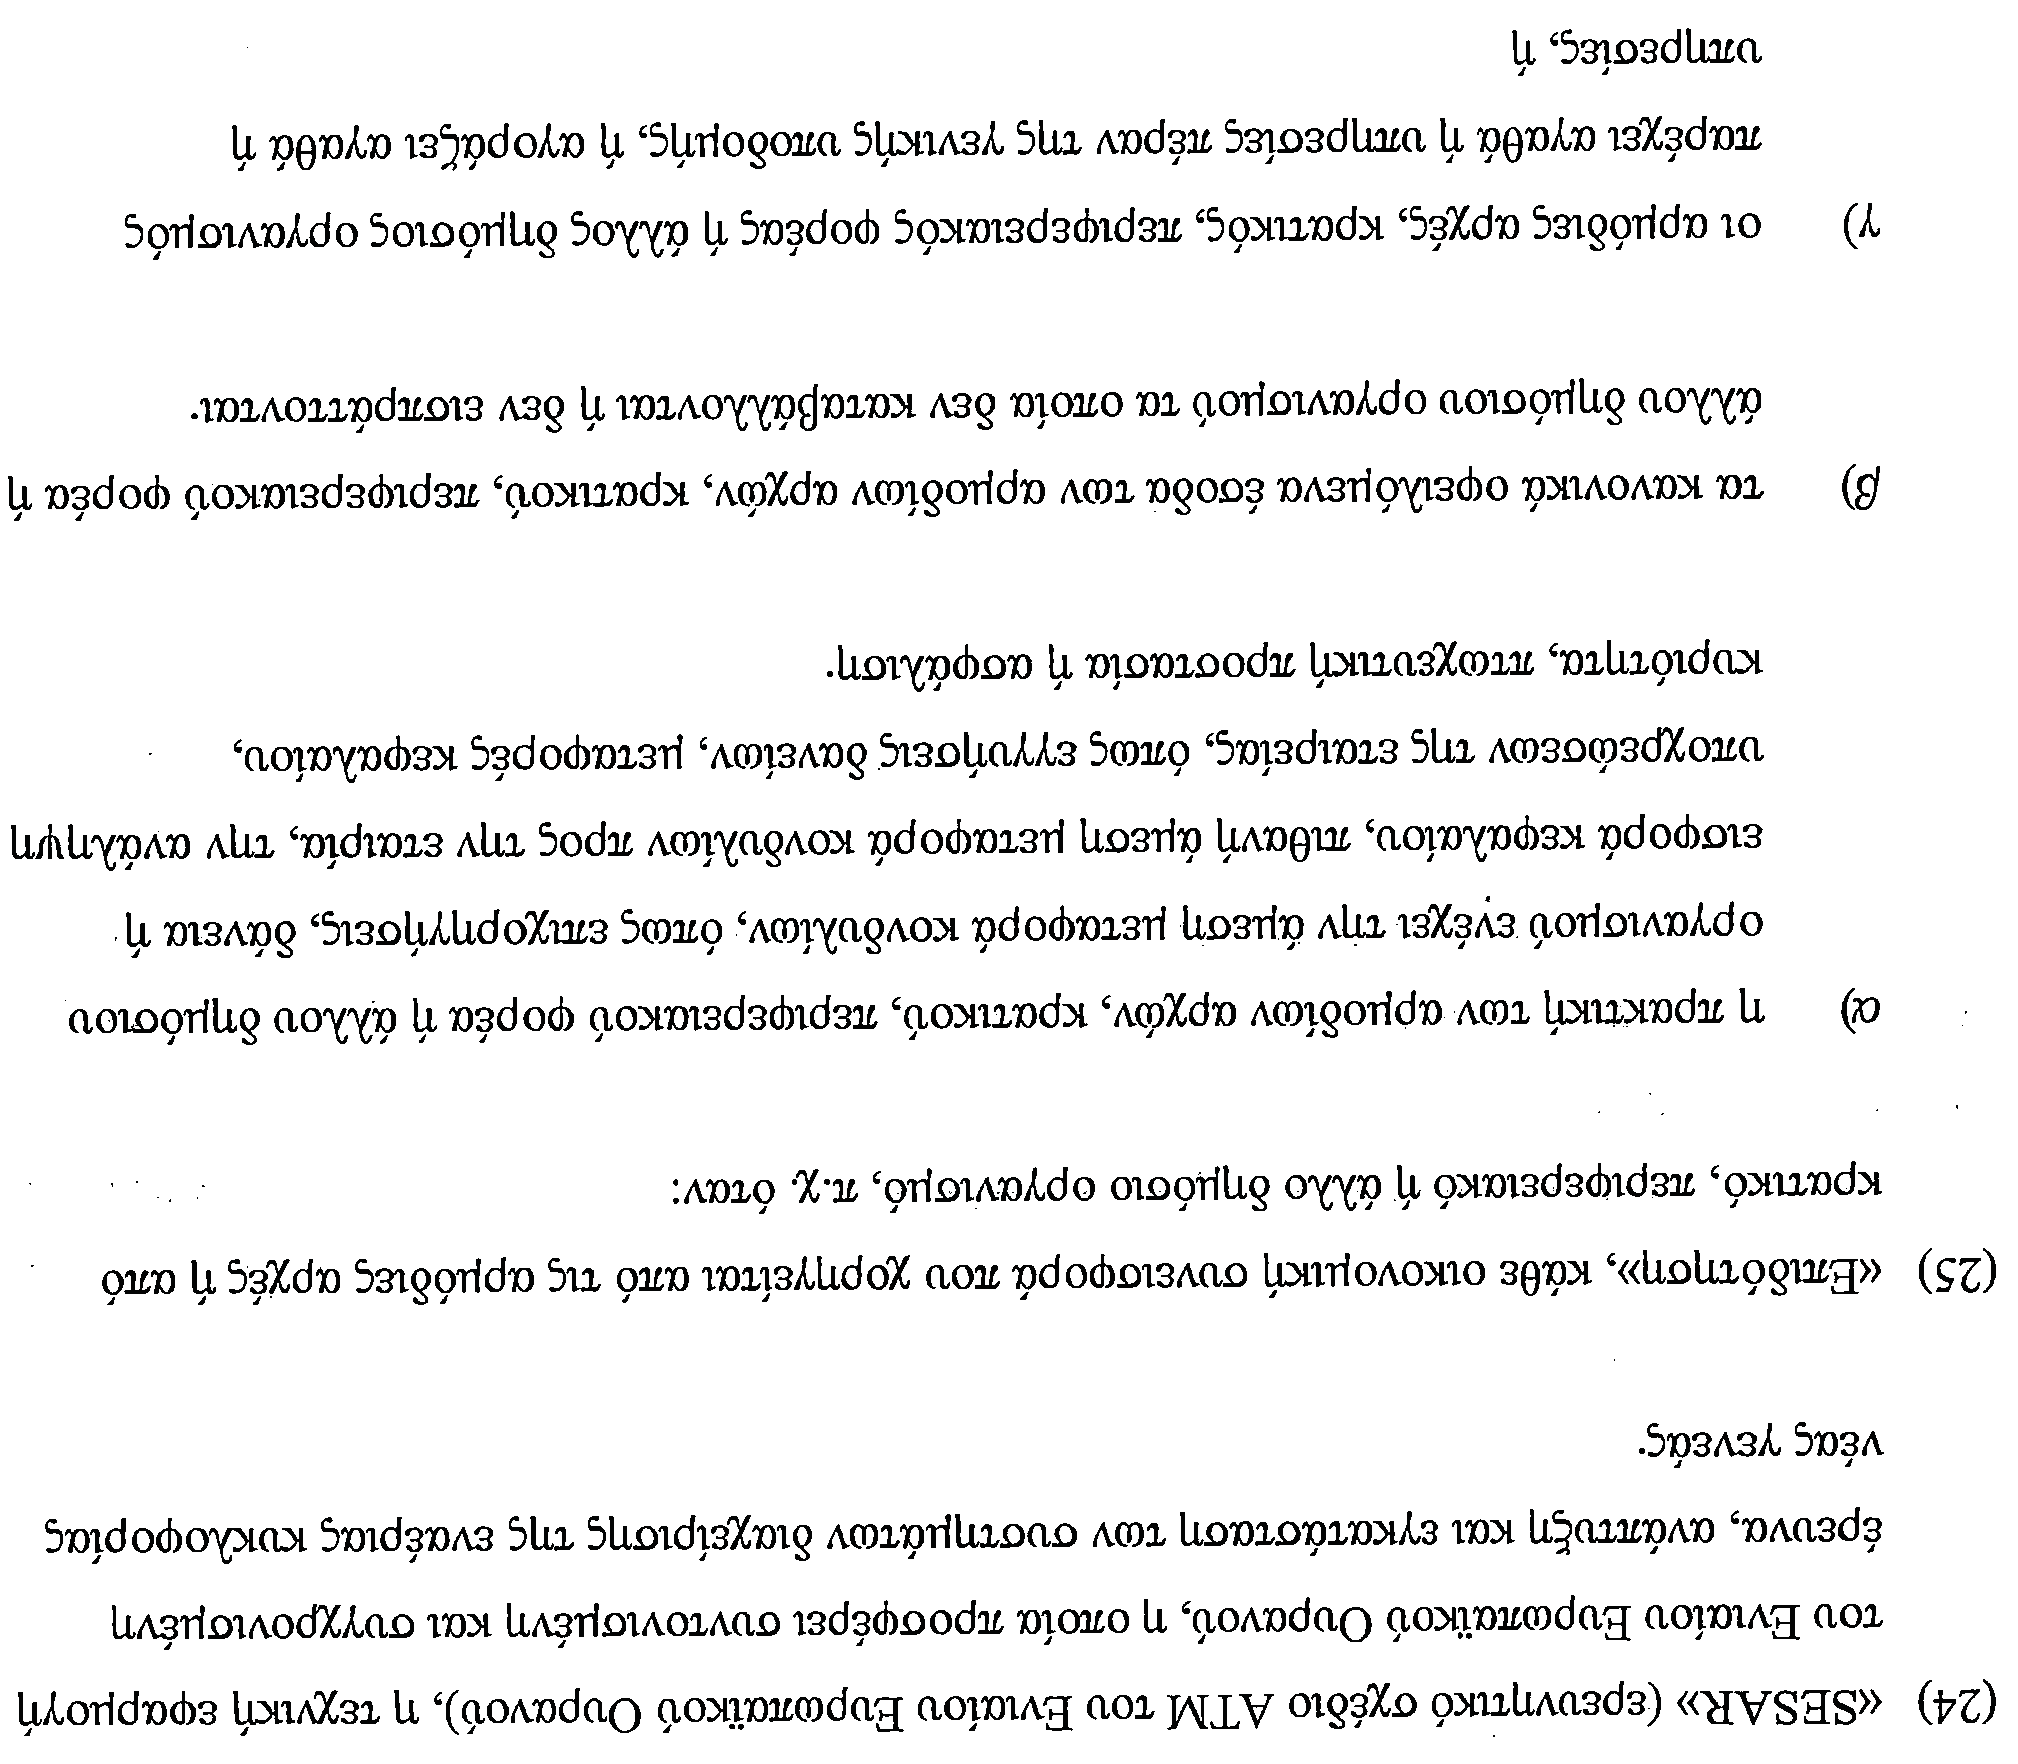 (24) «SESAR» (ερευνητικό σχέδιο ATM του Ενιαίου Ευρωπαϊκού Ουρανού), η τεχνική εφαρμογή
του Ενιαίου Ευρωπαϊκού Ουρανού, η οποία προσφέρει συντονισμένη και συγχρονισμένη
έρευνα, ανάπτυξη και εγκατάσταση των συστημάτων διαχείρισης της εναέριας κυκλοφορίας
νέας γενεάς.
(25) «Επιδότηση», κάθε οικονομική συνεισφορά που χορηγείται από τις αρμόδιες αρχές ή από
κρατικό, περιφερειακό ή άλλο δημόσιο οργανισμό, π.χ. όταν:
α) η πρακτική των αρμοδίων αρχών, κρατικού, περιφερειακού φορέα ή άλλου δημόσιου
οργανισμού ενέχει την άμεση μεταφορά κονδυλίων, όπως επιχορηγήσεις, δάνεια ή
εισφορά κεφαλαίου, πιθανή άμεση μεταφορά κονδυλίων προς την εταιρία, την ανάληψη
υποχρεώσεων της εταιρείας, όπως εγγυήσεις δανείων, μεταφορές κεφαλαίου,
κυριότητα, πτωχευτική προστασία ή ασφάλιση.
β) τα κανονικά οφειλόμενα έσοδα των αρμοδίων αρχών, κρατικού, περιφερειακού φορέα ή
άλλου δημόσιου οργανισμού τα οποία δεν καταβάλλονται ή δεν εισπράττονται.
γ) οι αρμόδιες αρχές, κρατικός, περιφερειακός φορέας ή άλλος δημόσιος οργανισμός
παρέχει αγαθά ή υπηρεσίες πέραν της γενικής υποδομής, ή αγοράζει αγαθά ή
υπηρεσίες, ή